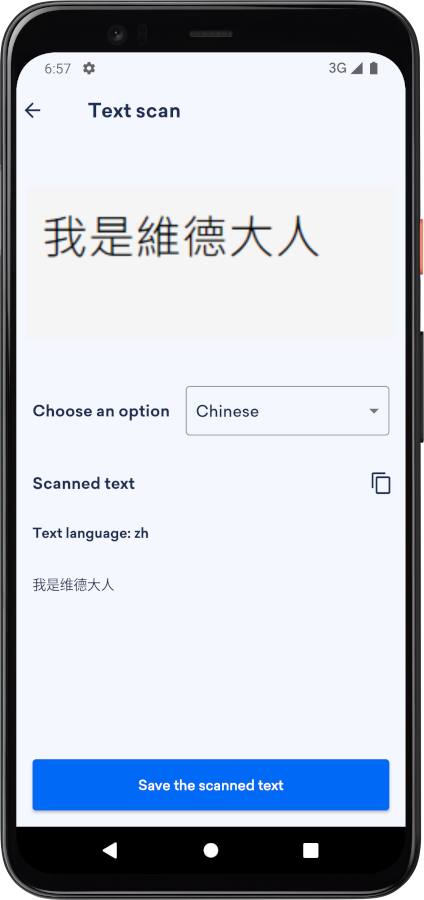 6:57 3G
Text scan
我是維德大人
Choose an option Chinese
Scanned text
Text language: zh
我是维德大人
Save the scanned text